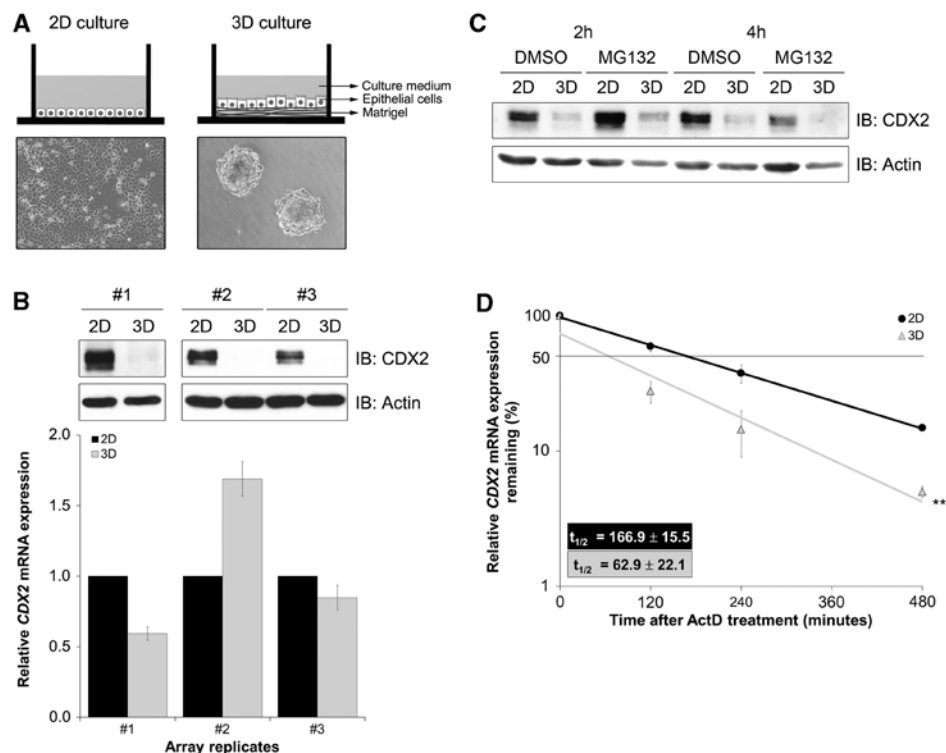 A
2D culture
3D culture
Culture medium
Epithelial cells
Matrigel
B
#1 #2 #3
2D 3D 2D 3D 2D 3D
IB: CDX2
IB: Actin
Relative CDX2 mRNA expression
2.0
1.5
1.0
0.5
0.0
2D
3D
#1 #2 #3
Array replicates
C
2h 4h
DMSO MG132 DMSO MG132
2D 3D 2D 3D 2D 3D 2D 3D
IB: CDX2
IB: Actin
D
Relative CDX2 mRNA expression
remaining (%)
100
50
10
1
2D
3D
**
t1/2 = 166.9 ± 15.5
t1/2 = 62.9 ± 22.1
0 120 240 360 480
Time after ActD treatment (minutes)